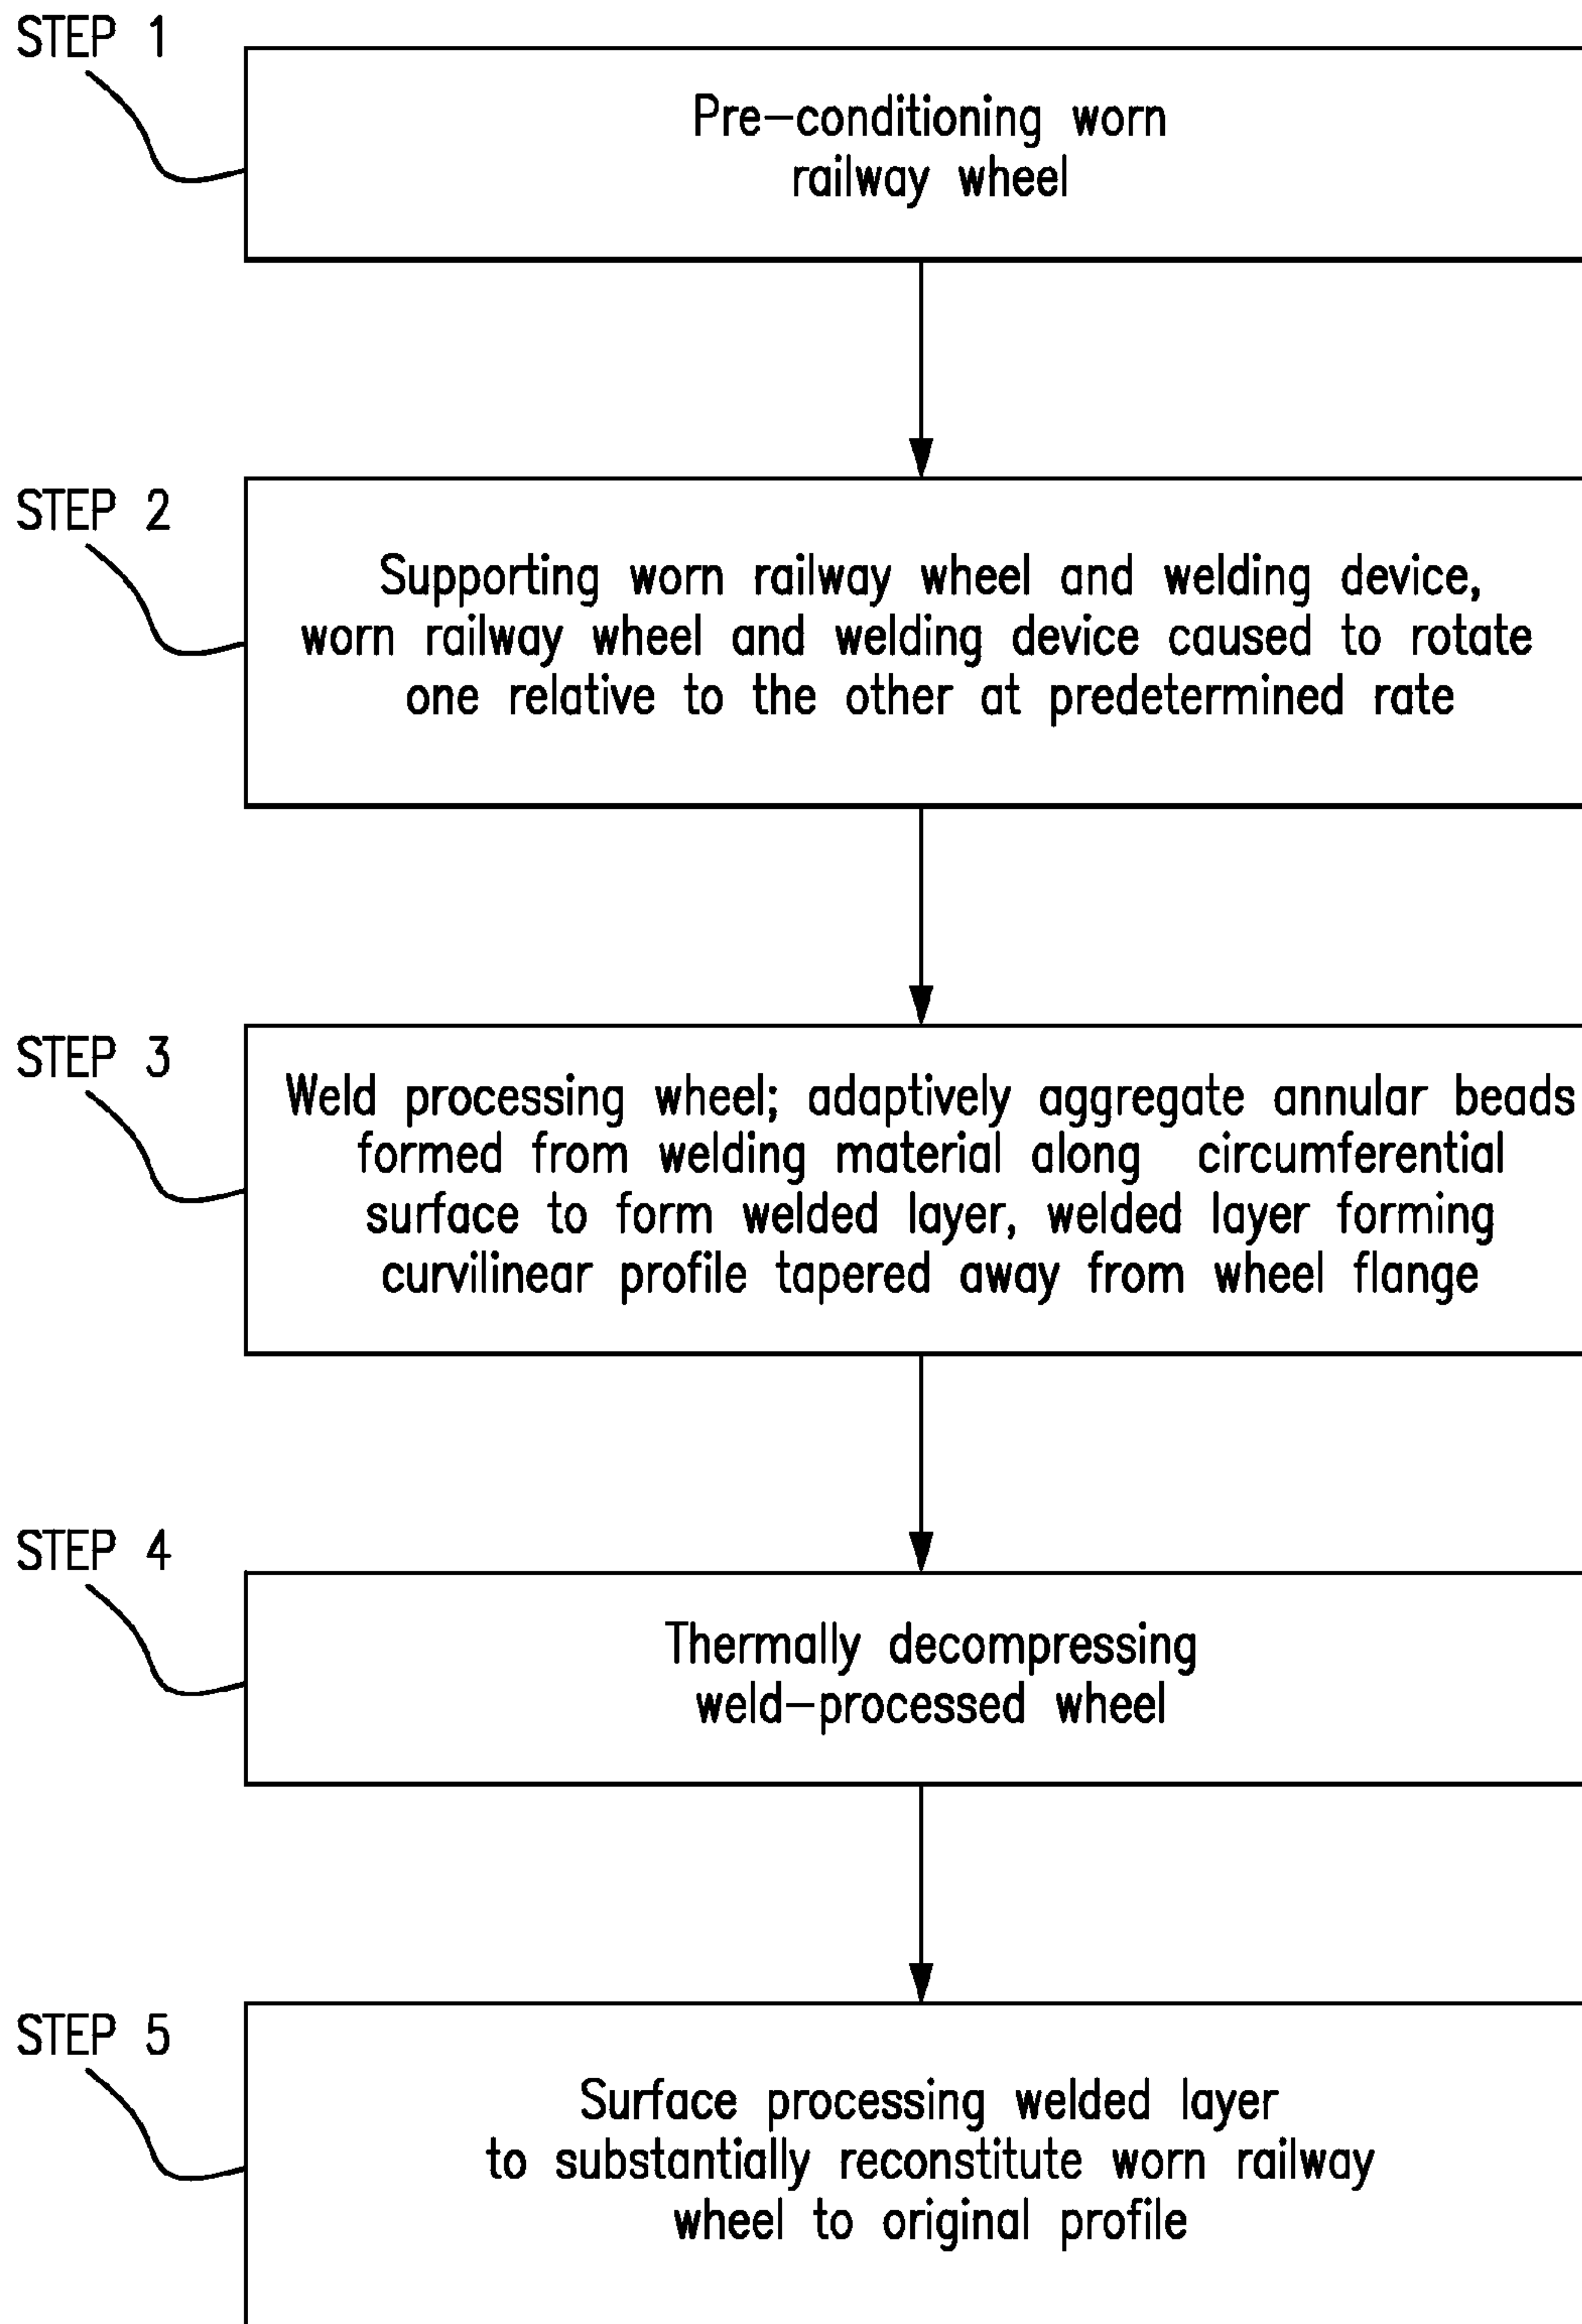 STEP 1
Pre-conditioning worn
railway wheel
STEP 2
Supporting worn railway wheel and welding device,
worn railway wheel and welding device caused to rotate
one relative to the other at predetermined rate
STEP 3
Weld processing wheel; adaptively aggregate annular beads
formed from welding material along circumferential
surface to form welded layer, welded layer forming
curvilinear profile tapered away from wheel flange
STEP 4
Thermally decompressing
weld-processed wheel
STEP 5
Surface processing welded layer
to substantially reconstitute worn railway
wheel to original profile